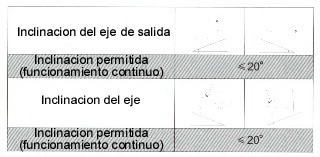 Inclinacion del eje de salida
Inclinacion permitida
(funcionamiento continuo)
≤20°
Inclinacion del eje
Inclinacion permitida
(funcionamiento continuo)
≤20°